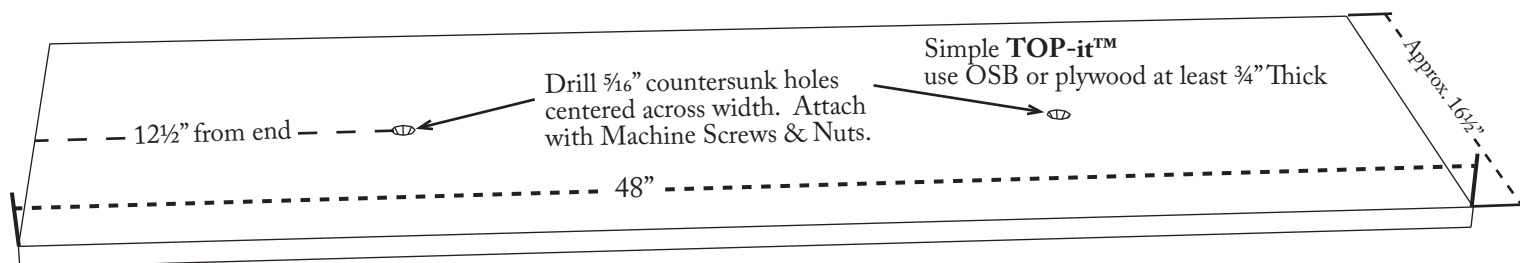 Simple TOP-it™
use OSB or plywood at least ¾” Thick
Approx. 16½”
Drill 5⁄16” countersunk holes
centered across width.  Attach
with Machine Screws & Nuts.
12½” from end
48”